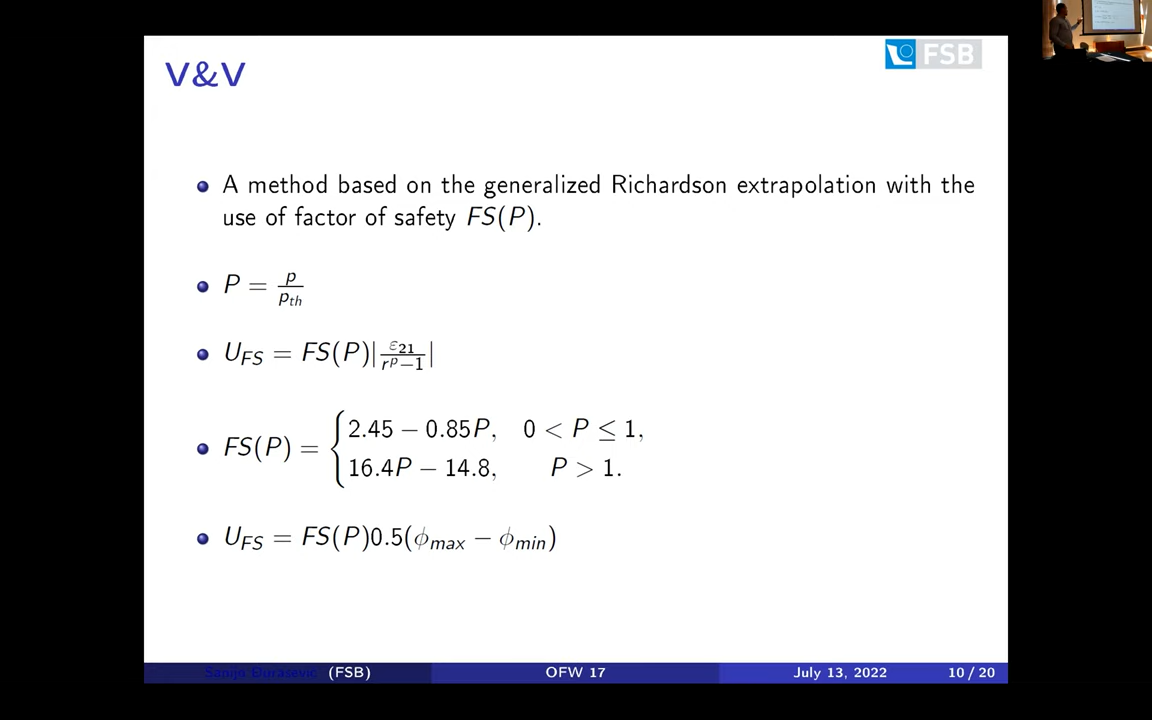 V&V
FSB
A method based on the generalized Richardson extrapolation with the
use of factor of safety FS(P).
P = p/p_th
U_FS = FS(P)|ε_21/(r^p−1)|
FS(P) = { 2.45 − 0.85P, 0 < P ≤ 1,
16.4P − 14.8, P > 1.
U_FS = FS(P)0.5(ϕ_max − ϕ_min)
(FSB) OFW 17 July 13, 2022 10 / 20